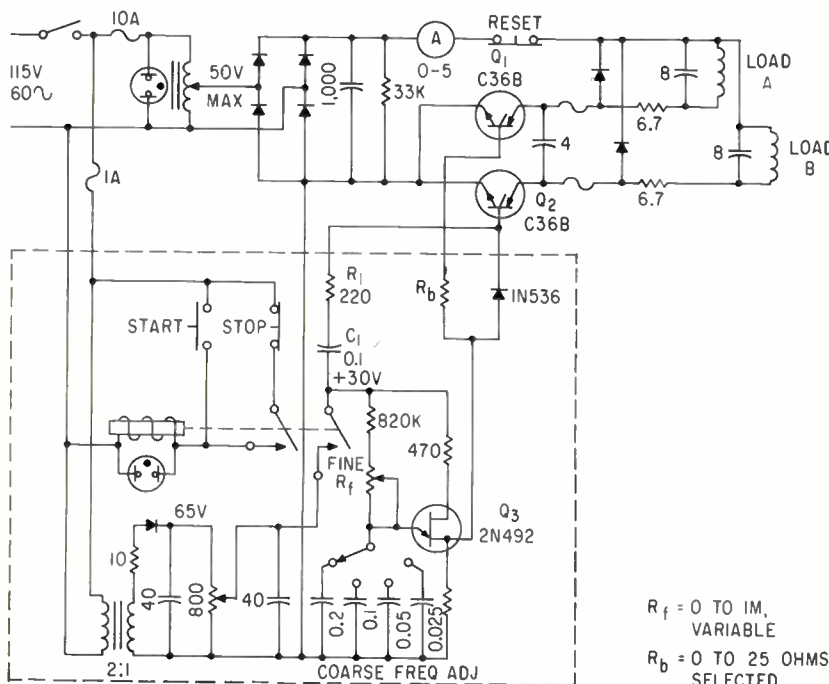 10A
RESET
115V
60∿
50V
MAX
1,000
A
0-5
33K
Q1
C36B
8
LOAD
A
6.7
4
8
LOAD
B
6.7
1A
Q2
C36B
R1
220
Rb
IN536
START
STOP
C1
0.1
+30V
820K
470
FINE
Rf
Q3
2N492
65V
10
40
800
40
0.2
0.1
0.05
0.025
2:1
COARSE FREQ ADJ
Rf = 0 TO 1M,
VARIABLE
Rb = 0 TO 25 OHMS
SELECTED